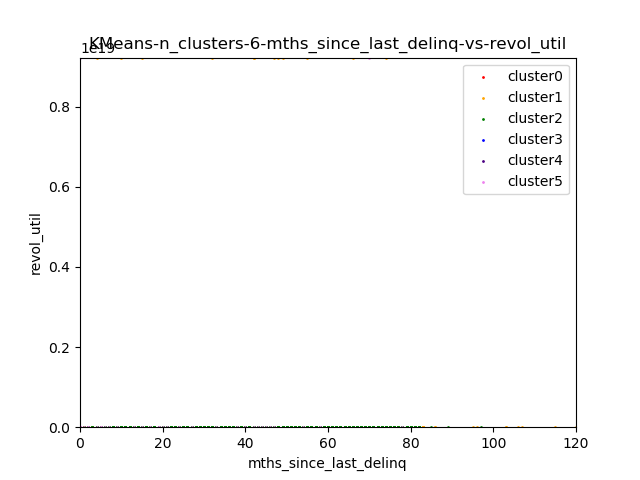 KMeans-n_clusters-6-mths_since_last_delinq-vs-revol_util
1e19
cluster0
cluster1
cluster2
cluster3
cluster4
cluster5
0.8
0.6
0.4
0.2
0.0
revol_util
0 20 40 60 80 100 120
mths_since_last_delinq